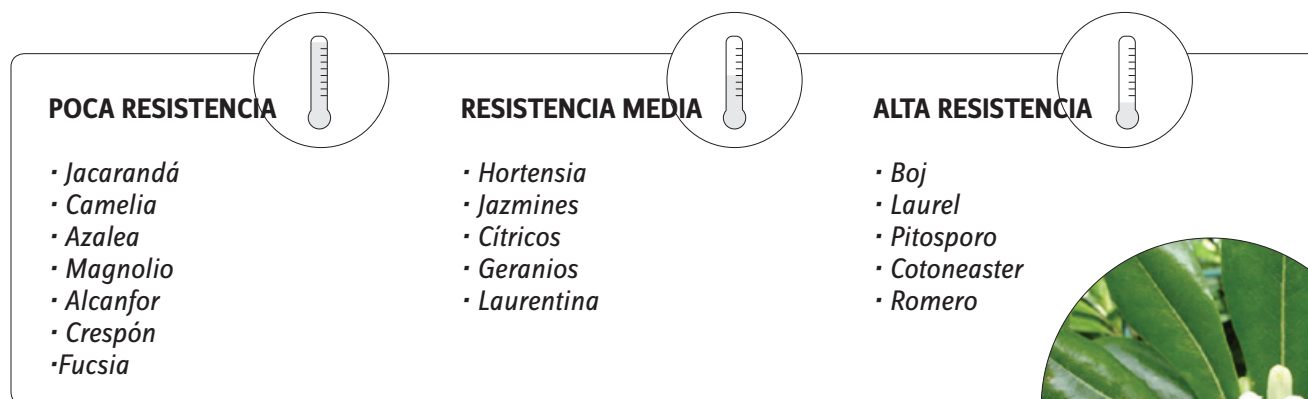 POCA RESISTENCIA
· Jacarandá
· Camelia
· Azalea
· Magnolio
· Alcanfor
· Crespón
·Fucsia
RESISTENCIA MEDIA
· Hortensia
· Jazmines
· Cítricos
· Geranios
· Laurentina
ALTA RESISTENCIA
· Boj
· Laurel
· Pitosporo
· Cotoneaster
· Romero